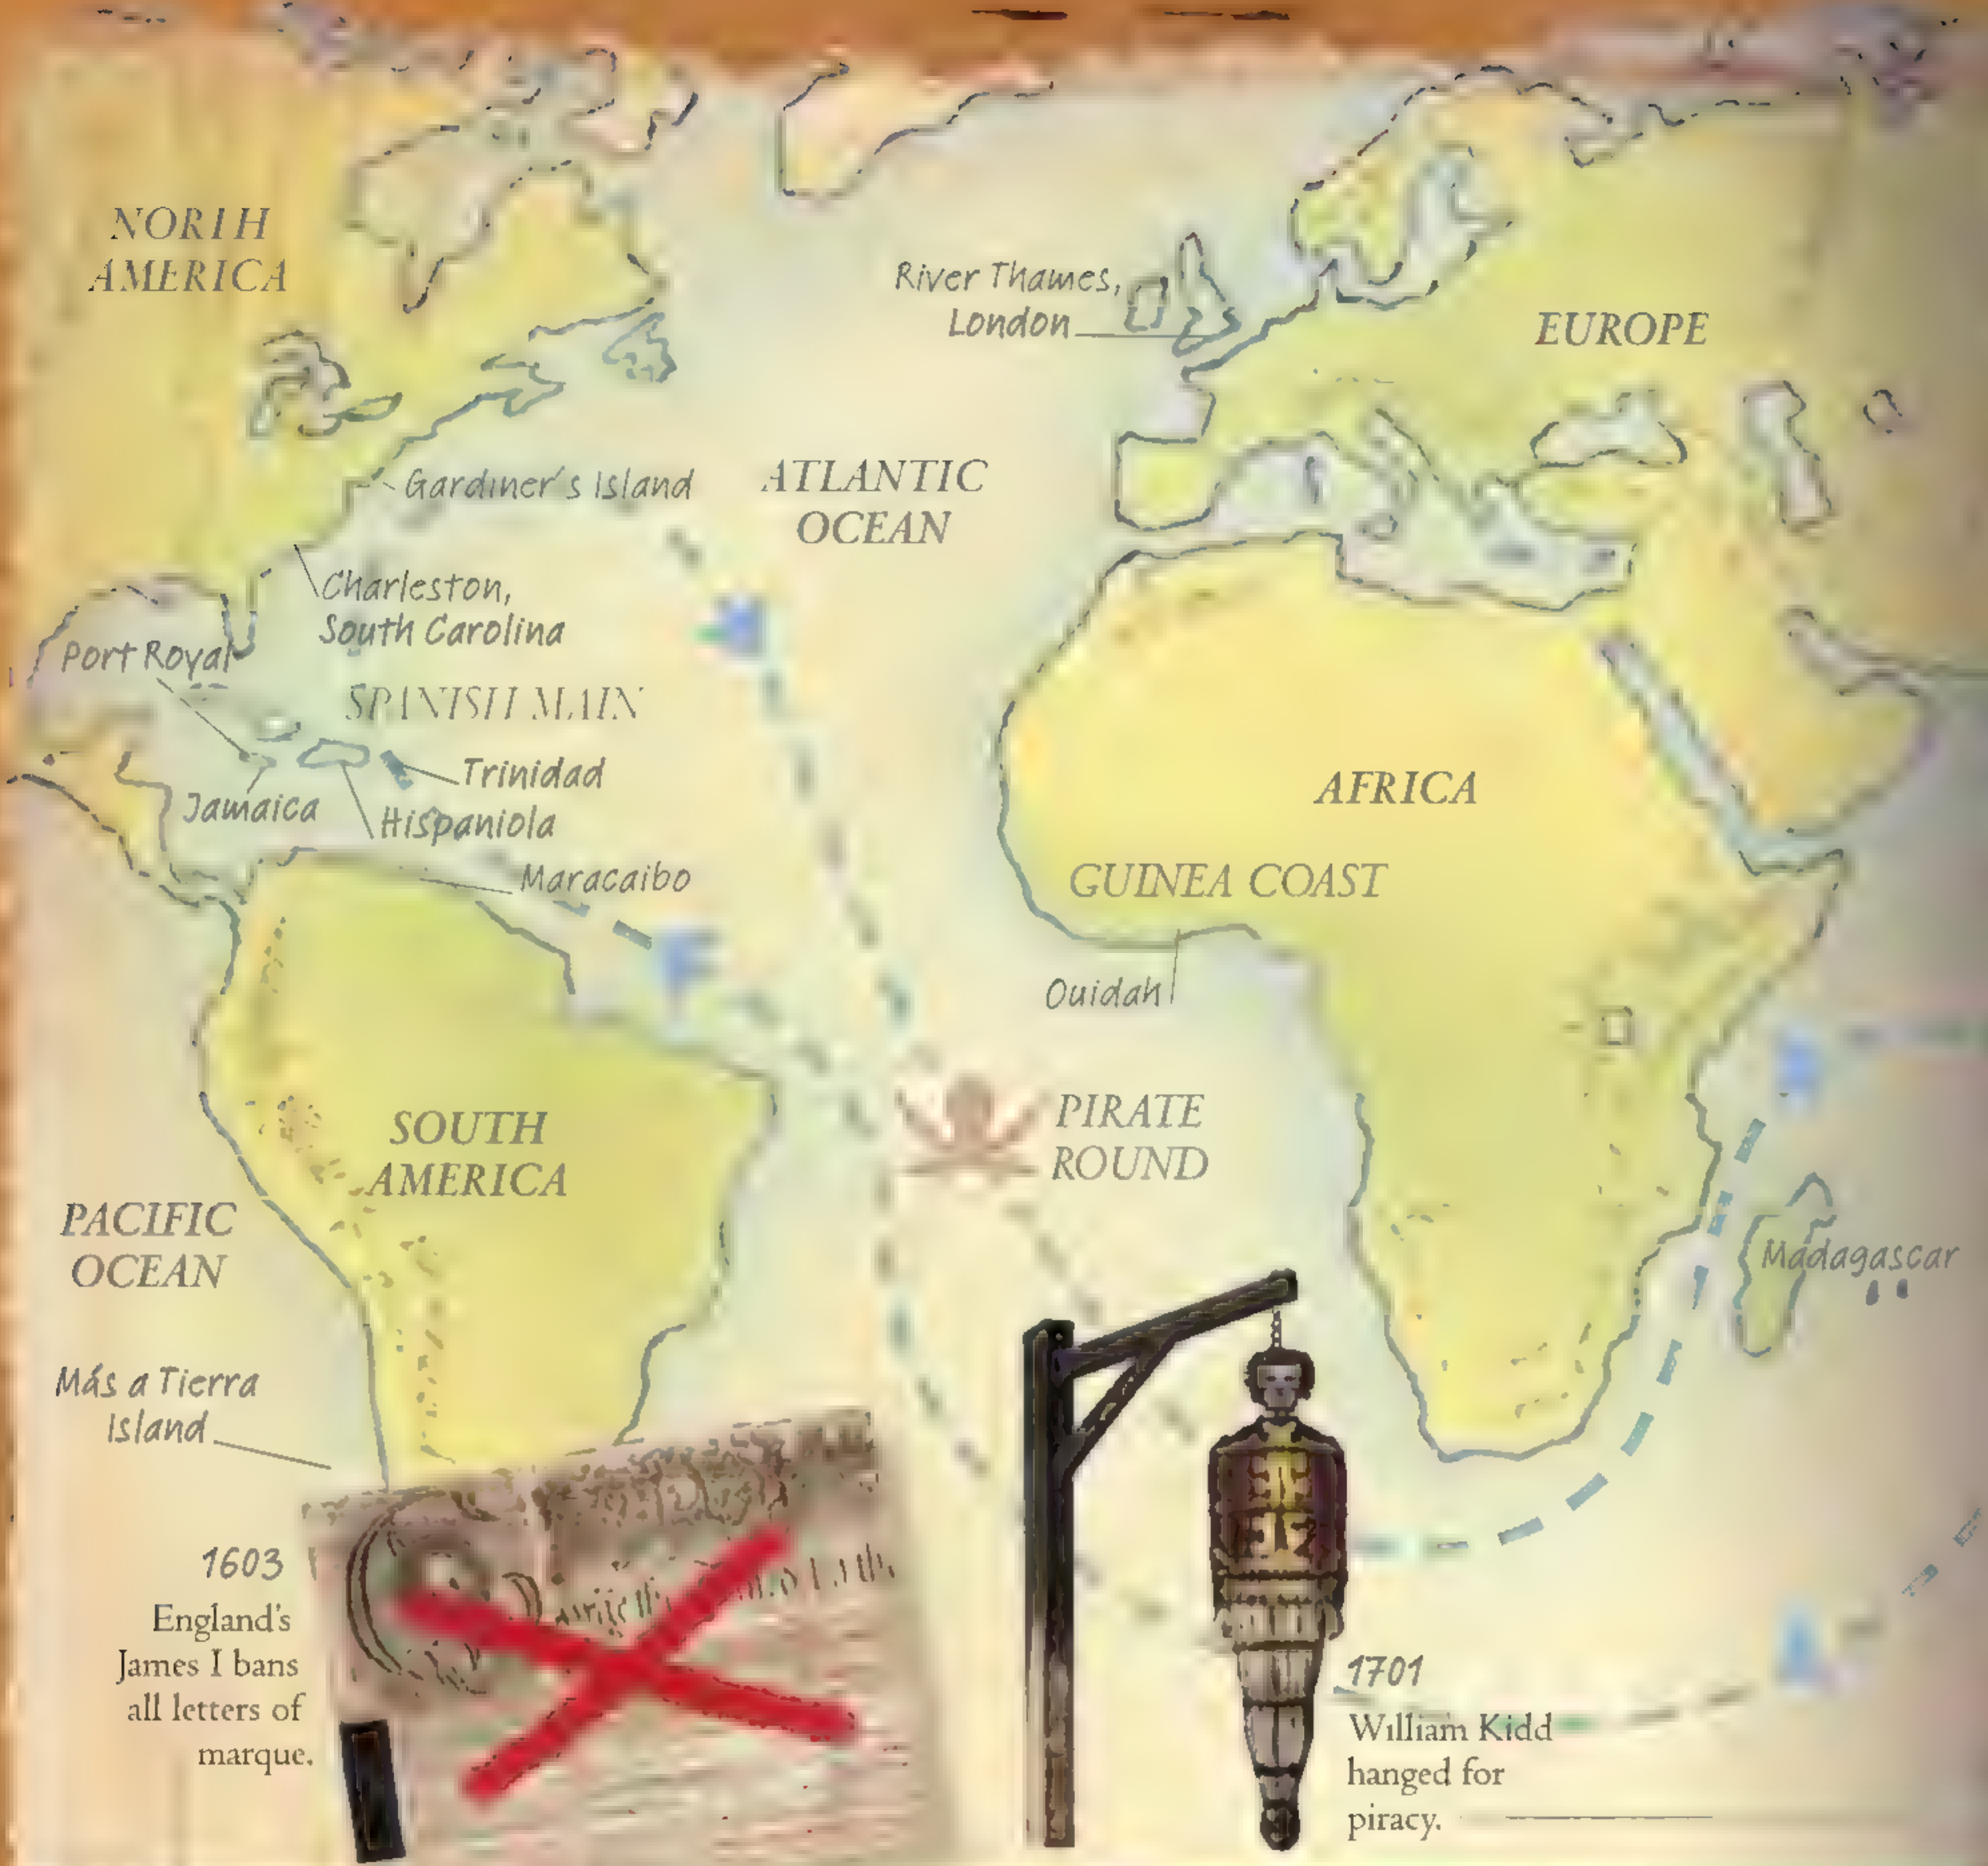 NORTH
AMERICA
River Thames,
London
EUROPE
Gardiner's Island
ATLANTIC
OCEAN
Charleston,
South Carolina
Port Royal
SPANISH MAIN
Trinidad
Jamaica
Hispaniola
AFRICA
Maracaibo
GUINEA COAST
Ouidah
PIRATE
ROUND
SOUTH
AMERICA
PACIFIC
OCEAN
Madagascar
Más a Tierra
Island
1603
England's
James I bans
all letters of
marque.
1701
William Kidd
hanged for
piracy.